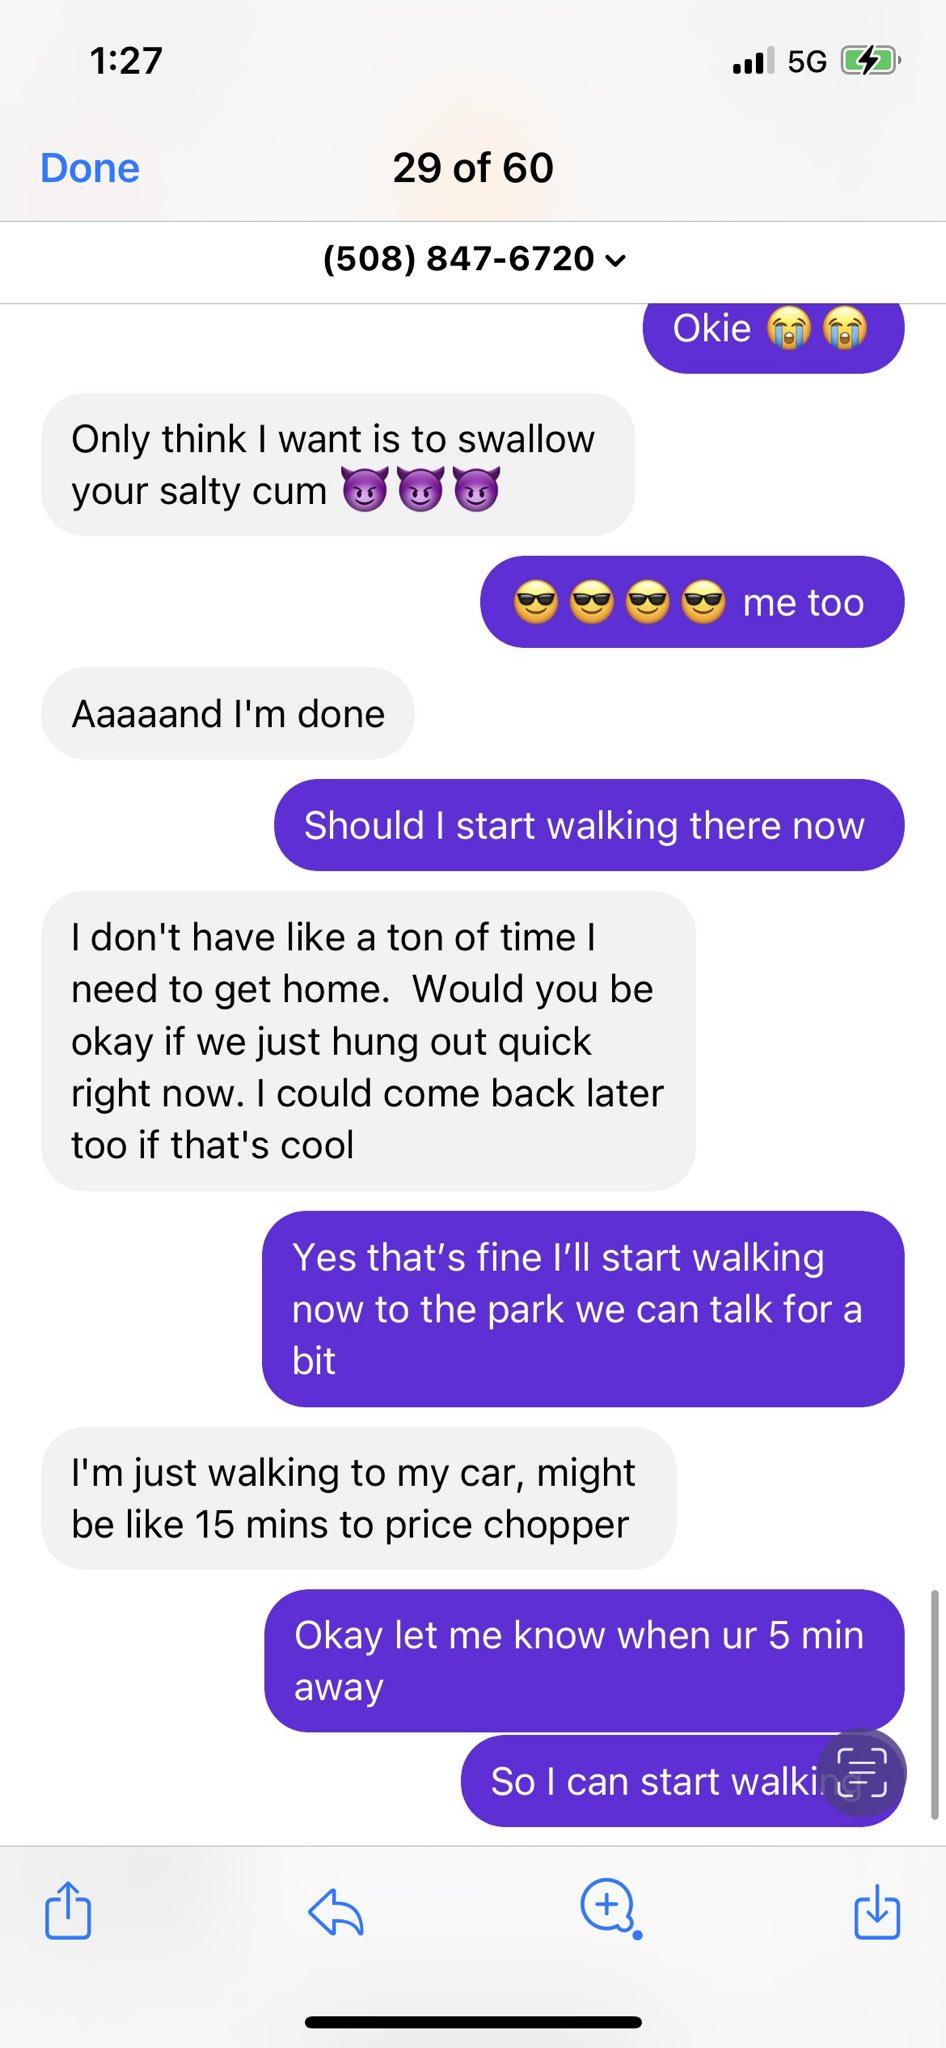 1:27
5G
Done
29 of 60
(508) 847-6720
Okie 😭😭
Only think I want is to swallow
your salty cum 😈😈😈
😎😎😎😎 me too
Aaaaand I'm done
Should I start walking there now
I don't have like a ton of time I
need to get home.  Would you be
okay if we just hung out quick
right now. I could come back later
too if that's cool
Yes that’s fine I’ll start walking
now to the park we can talk for a
bit
I'm just walking to my car, might
be like 15 mins to price chopper
Okay let me know when ur 5 min
away
So I can start walking